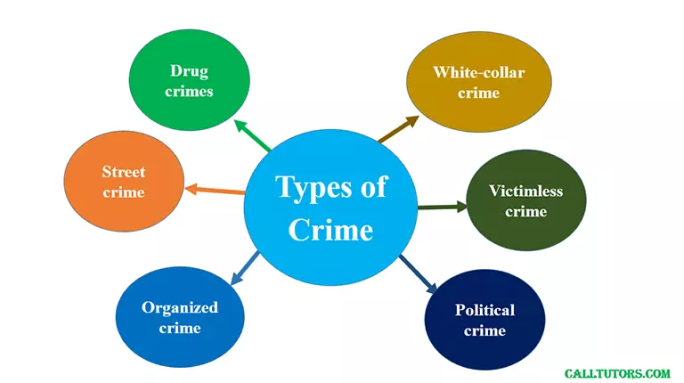 Drug
crimes
White-collar
crime
Street
crime
Types of
Crime
Victimless
crime
Organized
crime
Political
crime
CALLTUTORS.COM